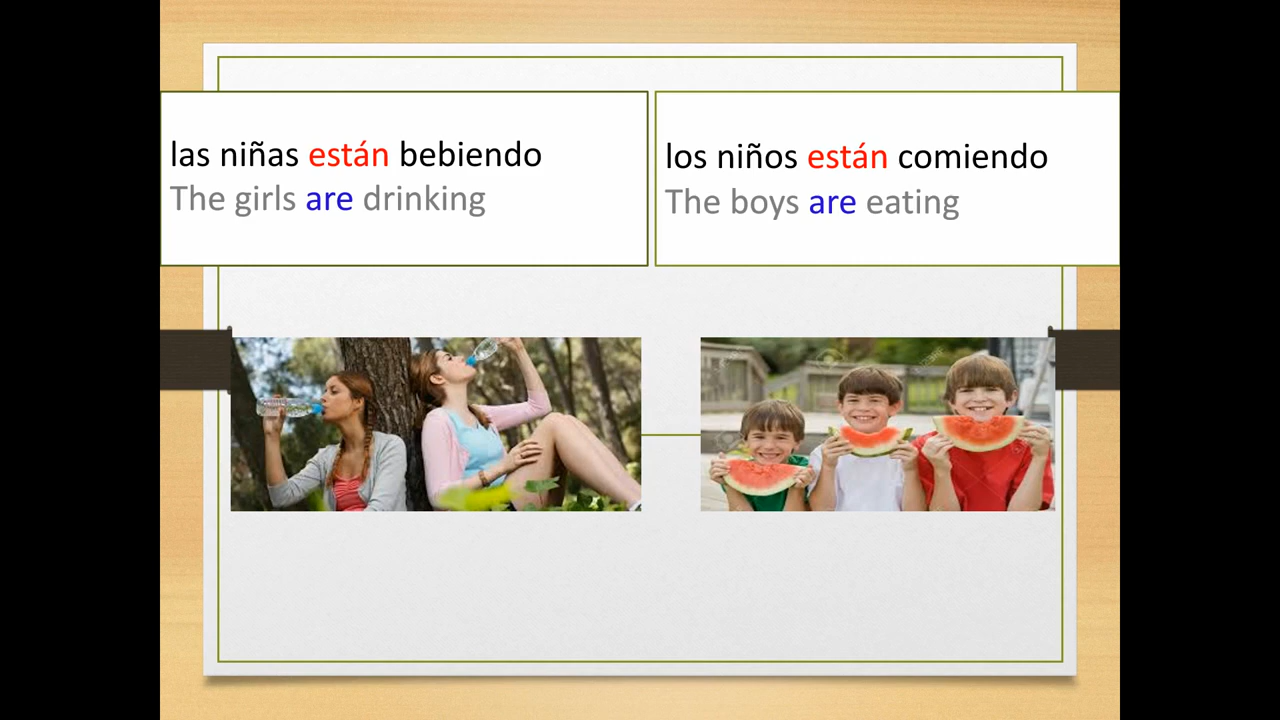 las niñas están bebiendo
The girls are drinking
los niños están comiendo
The boys are eating